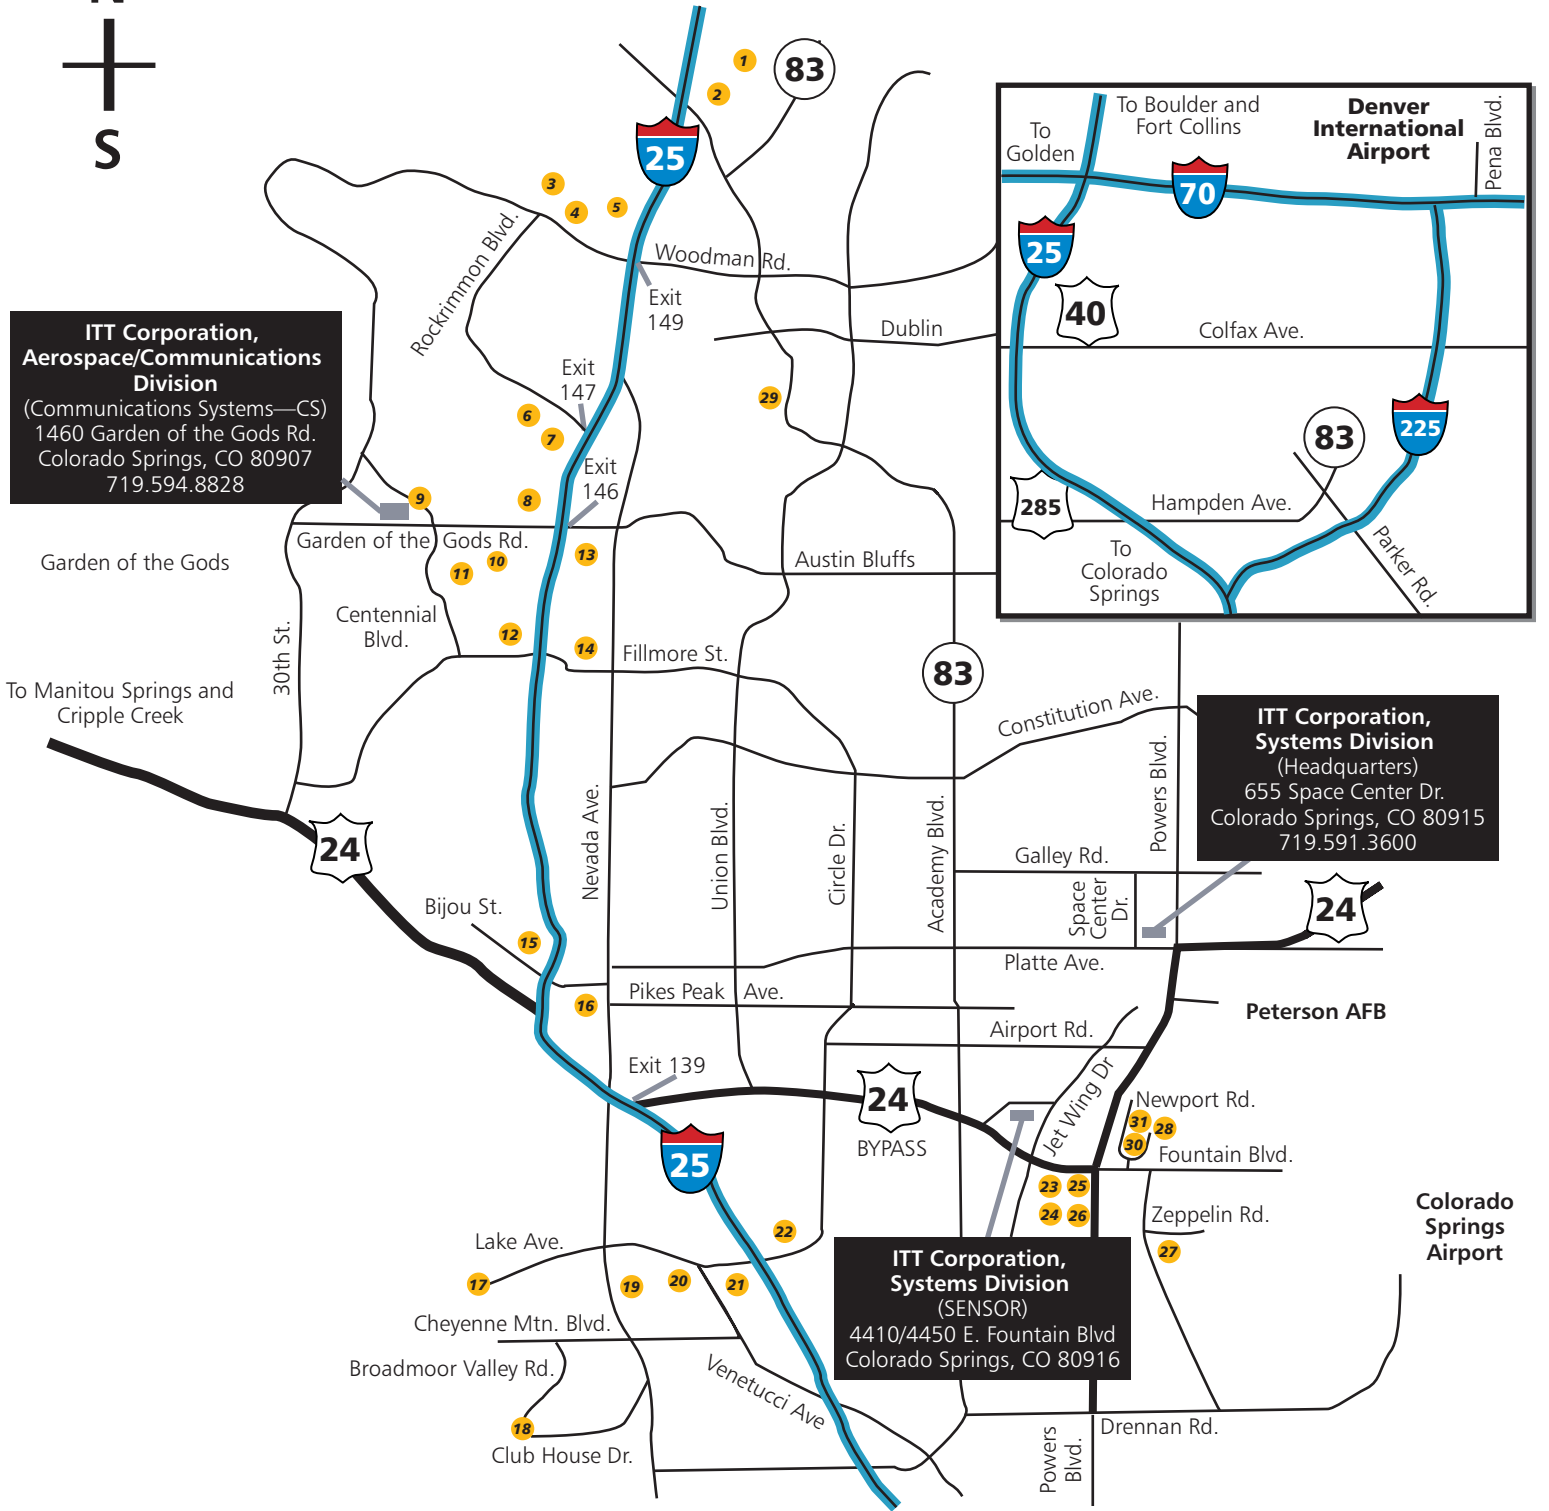 N
S
1
83
2
25
3
4
5
Rockrimmon Blvd.
Woodman Rd.
Exit
149
Dublin
Exit
147
29
6
7
Exit
146
8
9
ITT Corporation,
Aerospace/Communications
Division
(Communications Systems—CS)
1460 Garden of the Gods Rd.
Colorado Springs, CO 80907
719.594.8828
Garden of the Gods Rd.
Garden of the Gods
10
11
13
Austin Bluffs
Centennial
Blvd.
12
14
Fillmore St.
30th St.
To Manitou Springs and
Cripple Creek
24
83
Constitution Ave.
To
Golden
To Boulder and
Fort Collins
Denver
International
Airport
Pena Blvd.
70
25
40
Colfax Ave.
225
83
285
Hampden Ave.
Parker Rd.
To
Colorado
Springs
ITT Corporation,
Systems Division
(Headquarters)
655 Space Center Dr.
Colorado Springs, CO 80915
719.591.3600
Nevada Ave.
Union Blvd.
Circle Dr.
Academy Blvd.
Powers Blvd.
Galley Rd.
Space
Center
Dr.
24
Bijou St.
15
Platte Ave.
16
Pikes Peak Ave.
Peterson AFB
Airport Rd.
Exit 139
24
BYPASS
Jet Wing Dr
Newport Rd.
31
28
30
Fountain Blvd.
25
23
25
24
26
Zeppelin Rd.
27
Colorado
Springs
Airport
22
Lake Ave.
17
19
20
21
ITT Corporation,
Systems Division
(SENSOR)
4410/4450 E. Fountain Blvd
Colorado Springs, CO 80916
Cheyenne Mtn. Blvd.
Broadmoor Valley Rd.
Venetucci Ave
18
Club House Dr.
Drennan Rd.
Powers
Blvd.